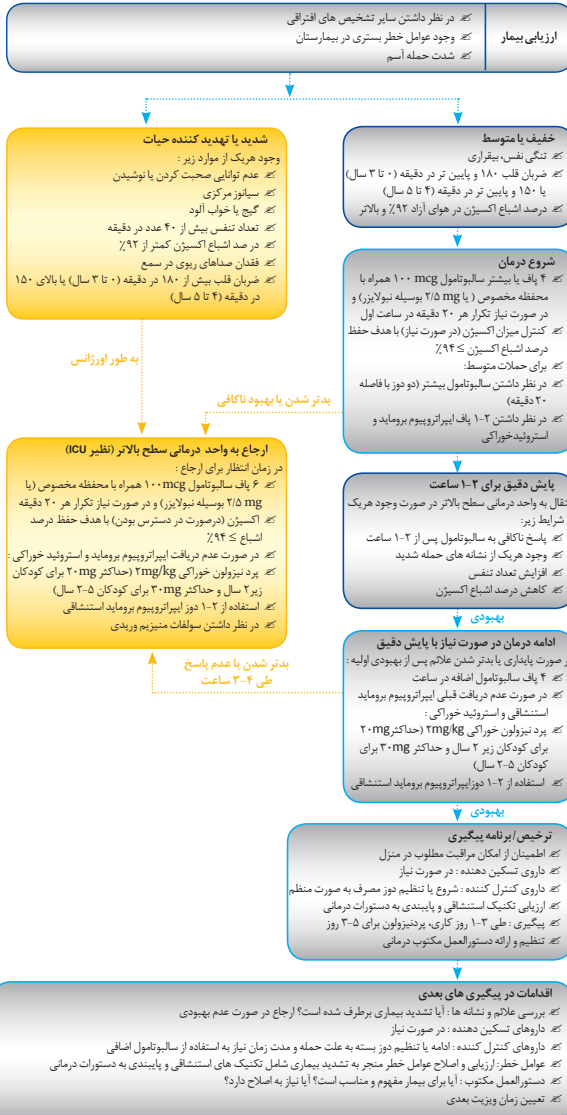 ارزیابی بیمار
در نظر داشتن سایر تشخیص های افتراقی
وجود عوامل خطر بستری در بیمارستان
شدت حمله آسم
خفیف یا متوسط
تنگی نفس، بیقراری
ضربان قلب ۱۸۰ و پایین تر در دقیقه (۰ تا ۳ سال)
یا ۱۵۰ و پایین تر در دقیقه (۴ تا ۵ سال)
درصد اشباع اکسیژن در هوای آزاد ۹۲٪ و بالاتر
شدید یا تهدید کننده حیات
وجود هریک از موارد زیر :
عدم توانایی صحبت کردن یا نوشیدن
سیانوز مرکزی
گیج یا خواب آلود
تعداد تنفس بیش از ۴۰ عدد در دقیقه
در صد اشباع اکسیژن کمتر از ۹۲٪
فقدان صداهای ریوی در سمع
ضربان قلب بیش از ۱۸۰ در دقیقه (۰ تا ۳ سال) یا بالای ۱۵۰
در دقیقه (۴ تا ۵ سال)
شروع درمان
۴ پاف یا بیشتر سالبوتامول ۱۰۰ mcg همراه با
محفظه مخصوص ( یا ۲/۵ mg بوسیله نبولایزر) و
در صورت نیاز تکرار هر ۲۰ دقیقه در ساعت اول
کنترل میزان اکسیژن (در صورت نیاز) با هدف حفظ
درصد اشباع اکسیژن ≥ ۹۴٪
برای حملات متوسط:
در نظر داشتن سالبوتامول بیشتر (دو دوز با فاصله
۲۰ دقیقه)
در نظر داشتن ۲-۱ پاف ایپراتروپیوم بروماید و
استروئیدخوراکی
به طور اورژانس
بدتر شدن یا بهبود ناکافی
ارجاع به واحد درمانی سطح بالاتر (نظیر ICU)
در زمان انتظار برای ارجاع :
۶ پاف سالبوتامول ۱۰۰mcg همراه با محفظه مخصوص (یا
۲/۵ mg بوسیله نبولایزر) و در صورت نیاز تکرار هر ۲۰ دقیقه
اکسیژن (درصورت در دسترس بودن) با هدف حفظ درصد
اشباع ≥ ۹۴٪
در صورت عدم دریافت ایپراتروپیوم بروماید و استروئید خوراکی :
پرد نیزولون خوراکی ۲mg/kg (حداکثر ۲۰mg برای کودکان
زیر۲ سال و حداکثر ۳۰mg برای کودکان ۵-۲ سال)
استفاده از ۲-۱ دوز ایپراتروپیوم بروماید استنشاقی
در نظر داشتن سولفات منیزیم وریدی
پایش دقیق برای ۲-۱ ساعت
تقال به واحد درمانی سطح بالاتر در صورت وجود هریک
شرایط زیر:
پاسخ ناکافی به سالبوتامول پس از ۲-۱ ساعت
وجود هریک از نشانه های حمله شدید
افزایش تعداد تنفس
کاهش درصد اشباع اکسیژن
بهبودی
ادامه درمان در صورت نیاز با پایش دقیق
ر صورت پایداری یا بدتر شدن علائم پس از بهبودی اولیه :
۴ پاف سالبوتامول اضافه در ساعت
در صورت عدم دریافت قبلی ایپراتروپیوم بروماید
استنشاقی و استروئید خوراکی :
پرد نیزولون خوراکی ۲mg/kg (حداکثر ۲۰mg
برای کودکان زیر ۲ سال و حداکثر ۳۰mg برای
کودکان ۵-۲ سال)
استفاده از ۲-۱ دوزایپراتروپیوم بروماید استنشاقی
بدتر شدن یا عدم پاسخ
طی ۴-۳ ساعت
بهبودی
ترخیص/برنامه پیگیری
اطمینان از امکان مراقبت مطلوب در منزل
داروی تسکین دهنده : در صورت نیاز
داروی کنترل کننده : شروع یا تنظیم دوز مصرف به صورت منظم
ارزیابی تکنیک استنشاقی و پایبندی به دستورات درمانی
پیگیری : طی ۳-۱ روز کاری، پردنیزولون برای ۵-۳ روز
تنظیم و ارائه دستورالعمل مکتوب درمانی
اقدامات در پیگیری های بعدی
بررسی علائم و نشانه ها : آیا تشدید بیماری برطرف شده است؟ ارجاع در صورت عدم بهبودی
داروهای تسکین دهنده : در صورت نیاز
داروهای کنترل کننده : ادامه یا تنظیم دوز بسته به علت حمله و مدت زمان نیاز به استفاده از سالبوتامول اضافی
عوامل خطر: ارزیابی و اصلاح عوامل خطر منجر به تشدید بیماری شامل تکنیک های استنشاقی و پایبندی به دستورات درمانی
دستورالعمل مکتوب : آیا برای بیمار مفهوم و مناسب است؟ آیا نیاز به اصلاح دارد؟
تعیین زمان ویزیت بعدی